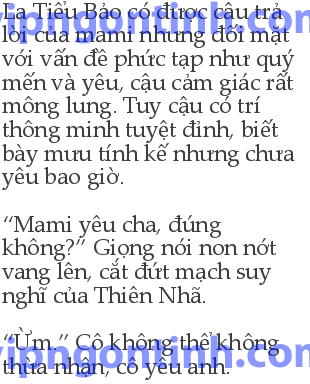 La Tiểu Bảo có được câu trả
lời của mami nhưng đối mặt
với vấn đề phức tạp như quý
mến và yêu, cậu cảm giác rất
mông lung. Tuy cậu có trí
thông minh tuyệt đỉnh, biết
bày mưu tính kế nhưng chưa
yêu bao giờ.
“Mami yêu cha, đúng
không?” Giọng nói non nớt
vang lên, cắt đứt mạch suy
nghĩ của Thiên Nhã.
“Ừm.” Cô không thể không
thừa nhận, cô yêu anh.
vipngontinh.com
vipngontinh.com